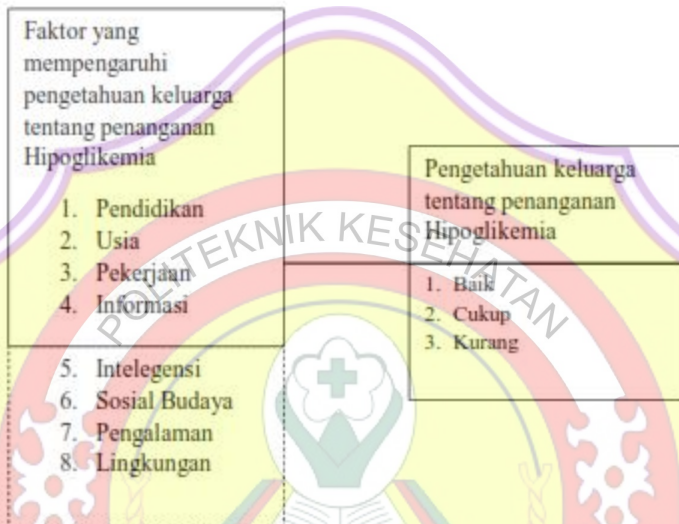 Faktor yang
mempengaruhi
pengetahuan keluarga
tentang penanganan
Hipoglikemia
1. Pendidikan
2. Usia
3. Pekerjaan
4. Informasi
5. Intelegensi
6. Sosial Budaya
7. Pengalaman
8. Lingkungan
Pengetahuan keluarga
tentang penanganan
Hipoglikemia
1. Baik
2. Cukup
3. Kurang
POLITEKNIK KESEHATAN